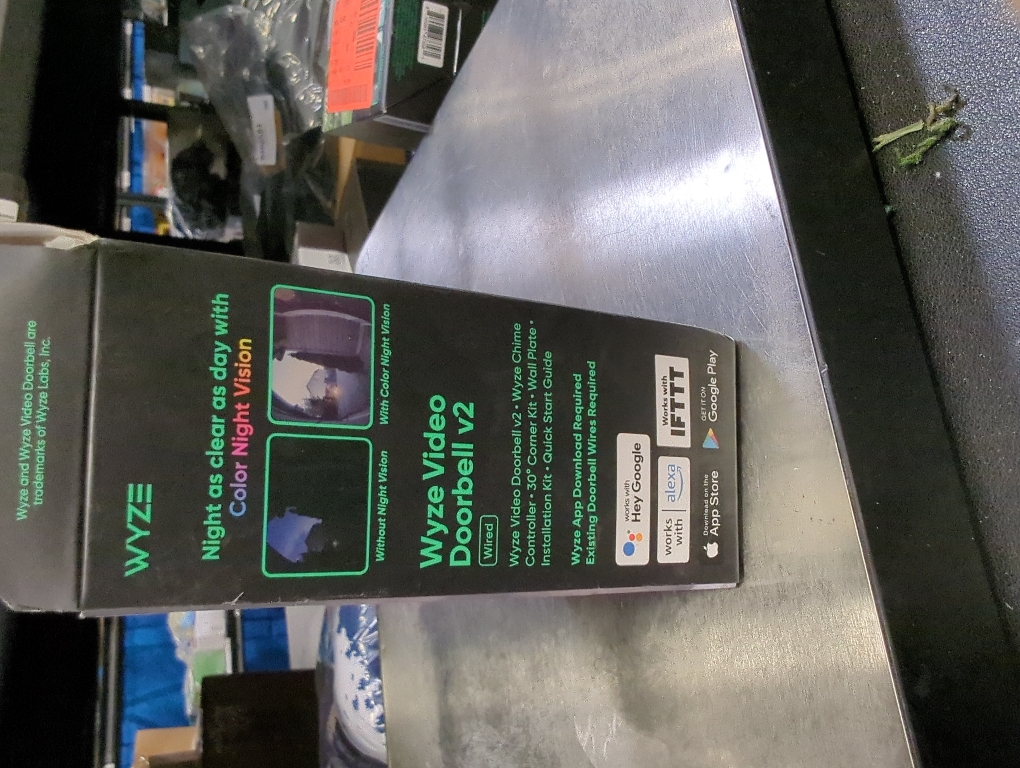 Wyze and Wyze Video Doorbell are
trademarks of Wyze Labs, Inc.
WYZE
Night as clear as day with
Color Night Vision
Without Night Vision
With Color Night Vision
Wyze Video
Doorbell v2
Wired
Wyze Video Doorbell v2 • Wyze Chime
Controller • 30° Corner Kit • Wall Plate •
Installation Kit • Quick Start Guide
Wyze App Download Required
Existing Doorbell Wires Required
works with
Hey Google
works with
alexa
Works with
IFTTT
Download on the
App Store
GET IT ON
Google Play